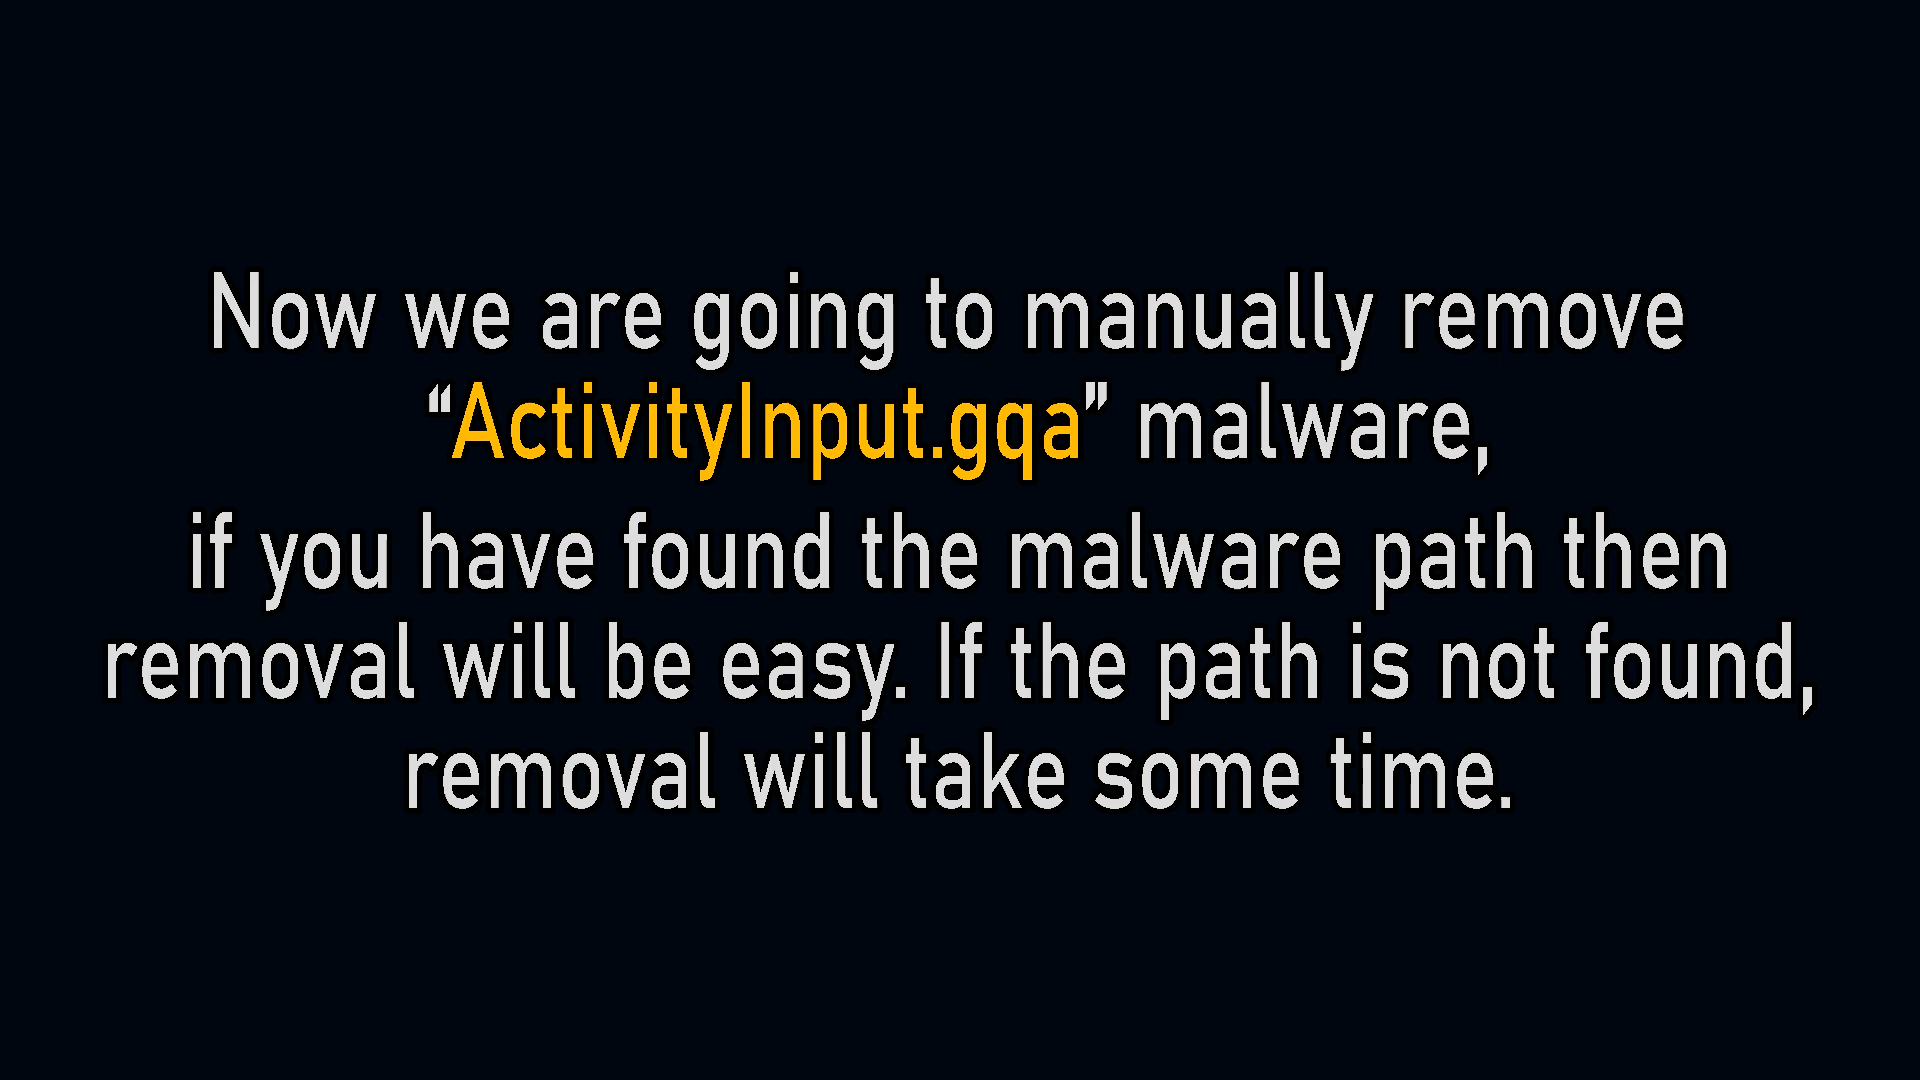 Now we are going to manually remove
“ActivityInput.gqa” malware,
if you have found the malware path then
removal will be easy. If the path is not found,
removal will take some time.